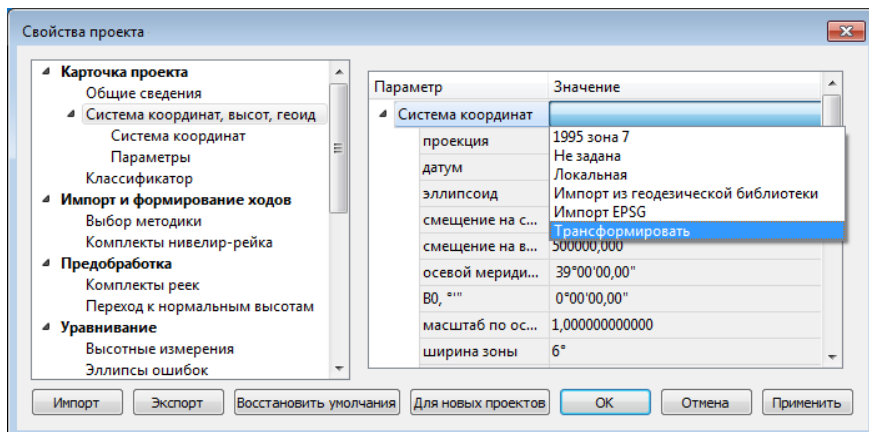 Свойства проекта
Карточка проекта
Общие сведения
Система координат, высот, геоид
Система координат
Параметры
Классификатор
Импорт и формирование ходов
Выбор методики
Комплекты нивелир-рейка
Предобработка
Комплекты реек
Переход к нормальным высотам
Уравнивание
Высотные измерения
Эллипсы ошибок
Параметр Значение
Система координат
проекция
датум
эллипсоид
смещение на с...
смещение на в... 500000,000
осевой мериди... 39°00'00,00"
B0, °'" 0°00'00,00"
масштаб по ос... 1,000000000000
ширина зоны 6°
1995 зона 7
Не задана
Локальная
Импорт из геодезической библиотеки
Импорт EPSG
Трансформировать
Импорт Экспорт Восстановить умолчания Для новых проектов OK Отмена Применить